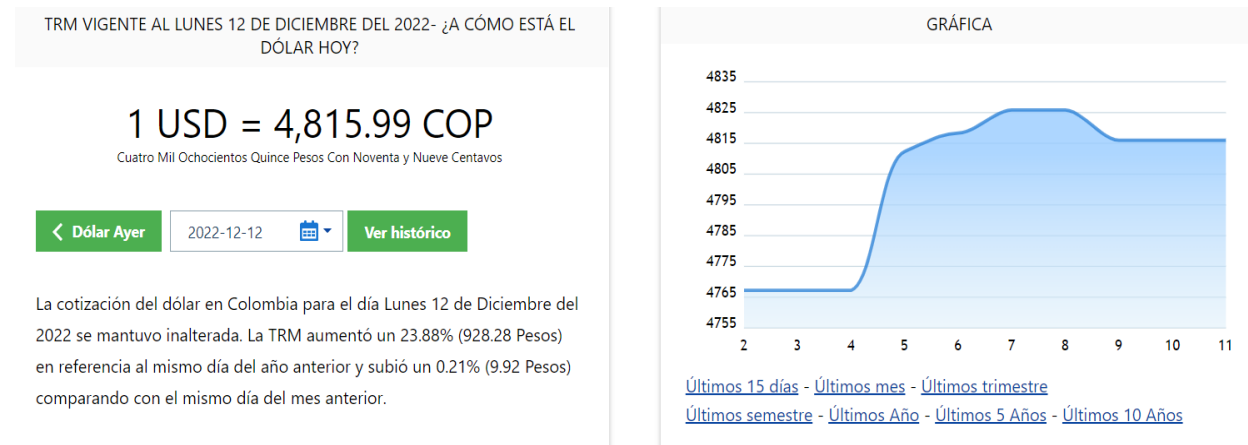 TRM VIGENTE AL LUNES 12 DE DICIEMBRE DEL 2022- ¿A CÓMO ESTÁ EL
DÓLAR HOY?
1 USD = 4,815.99 COP
Cuatro Mil Ochocientos Quince Pesos Con Noventa y Nueve Centavos
Dólar Ayer
2022-12-12
Ver histórico
La cotización del dólar en Colombia para el día Lunes 12 de Diciembre del
2022 se mantuvo inalterada. La TRM aumentó un 23.88% (928.28 Pesos)
en referencia al mismo día del año anterior y subió un 0.21% (9.92 Pesos)
comparando con el mismo día del mes anterior.
GRÁFICA
4835
4825
4815
4805
4795
4785
4775
4765
4755
2 3 4 5 6 7 8 9 10 11
Últimos 15 días - Últimos mes - Últimos trimestre
Últimos semestre - Últimos Año - Últimos 5 Años - Últimos 10 Años